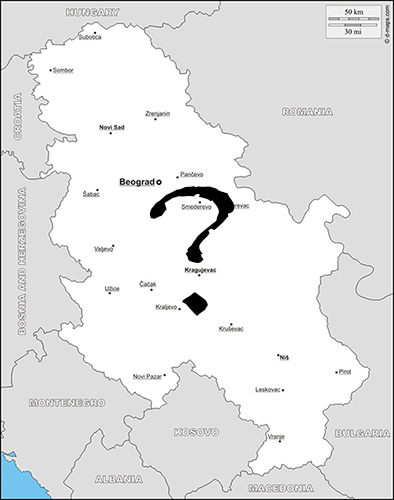 HUNGARY
50 km
30 mi
© d-maps.com
Subotica
Sombor
CROATIA
ROMANIA
Zrenjanin
Novi Sad
Pančevo
Beograd
Šabac
Smederevo
BOSNIA AND HERZEGOVINA
Valjevo
Kragujevac
Užice
Čačak
Kraljevo
Kruševac
Niš
Novi Pazar
Pirot
Leskovac
MONTENEGRO
KOSOVO
BULGARIA
Vranje
ALBANIA
MACEDONIA